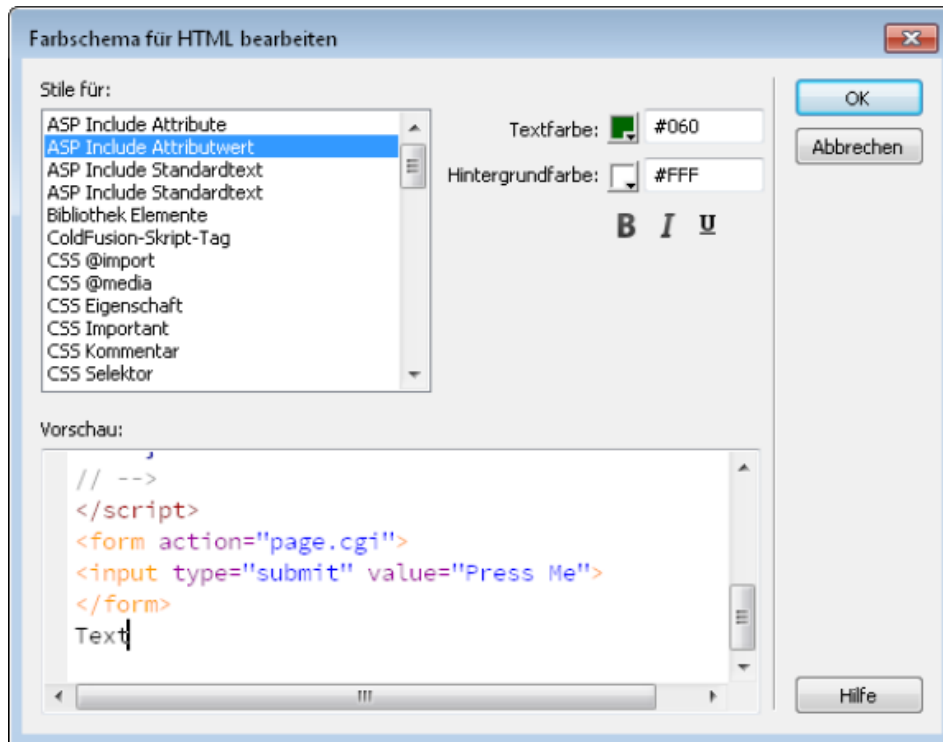 Farbschema für HTML bearbeiten
Stile für:
ASP Include Attribute
ASP Include Attributwert
ASP Include Standardtext
ASP Include Standardtext
Bibliothek Elemente
ColdFusion-Skript-Tag
CSS @import
CSS @media
CSS Eigenschaft
CSS Important
CSS Kommentar
CSS Selektor
Textfarbe: #060
Hintergrundfarbe: #FFF
B I U
OK
Abbrechen
Vorschau:
// -->
</script>
<form action="page.cgi">
<input type="submit" value="Press Me">
</form>
Text
Hilfe